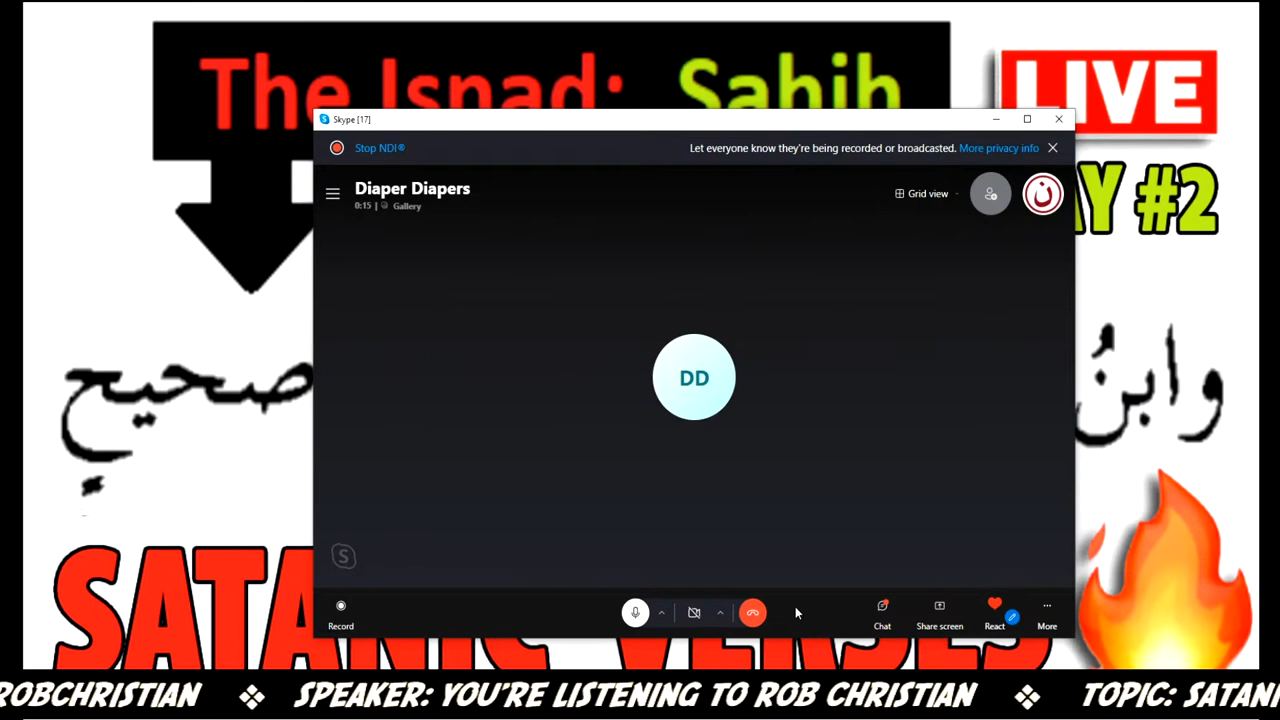 The Isnad: Sahih
LIVE
DAY #2
Skype [17]
Stop NDI®
Let everyone know they're being recorded or broadcasted. More privacy info
Diaper Diapers
0:15 | Gallery
Grid view
ن
DD
وابنُ
صحيحٍ
Record
Chat
Share screen
React
More
SATANIC VERSES
ROBCHRISTIAN ❖ SPEAKER: YOU'RE LISTENING TO ROB CHRISTIAN ❖ TOPIC: SATANI